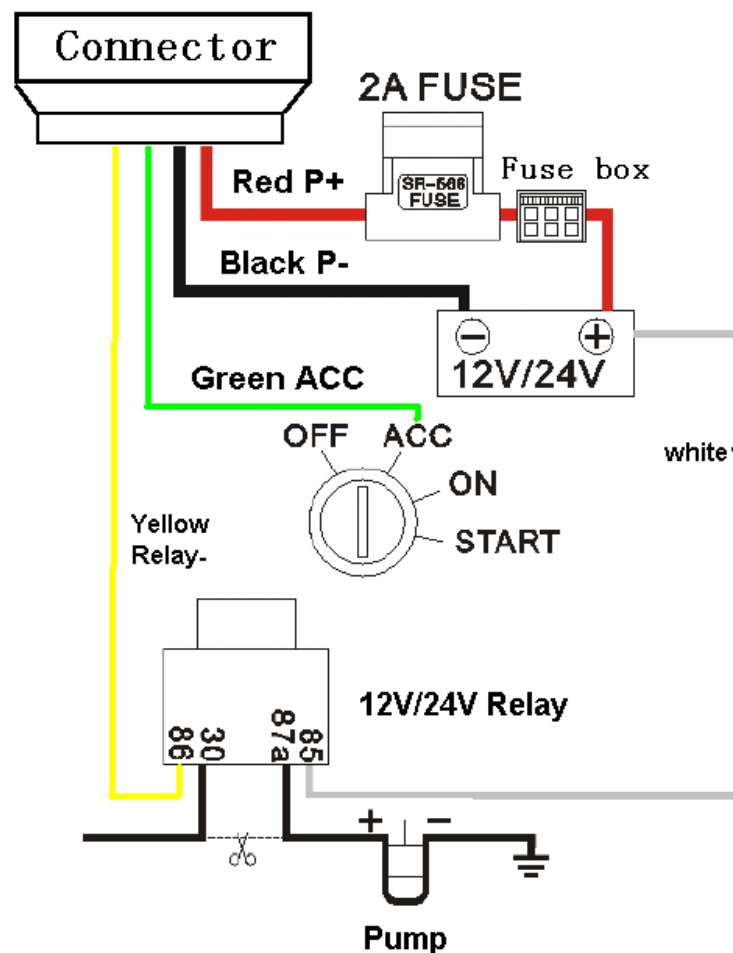 Connector
2A FUSE
Fuse box
Red P+
SR-566
FUSE
Black P-
- +
12V/24V
Green ACC
OFF ACC
white
ON
START
Yellow
Relay-
12V/24V Relay
86 30 87a 85
+ -
Pump